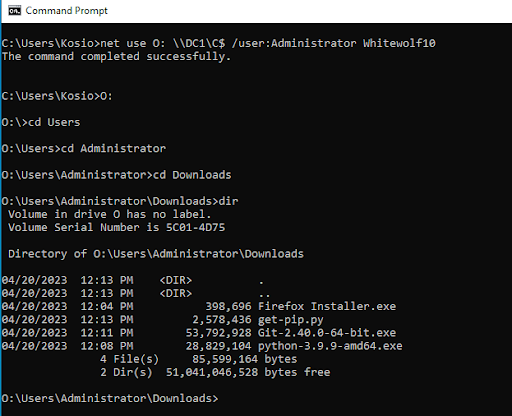 Command Prompt
C:\Users\Kosio>net use O: \\DC1\C$ /user:Administrator Whitewolf10
The command completed successfully.
C:\Users\Kosio>O:
O:\>cd Users
O:\Users>cd Administrator
O:\Users\Administrator>cd Downloads
O:\Users\Administrator\Downloads>dir
Volume in drive O has no label.
Volume Serial Number is 5C01-4D75
Directory of O:\Users\Administrator\Downloads
04/20/2023  12:13 PM    <DIR>          .
04/20/2023  12:13 PM    <DIR>          ..
04/20/2023  12:04 PM           398,696 Firefox Installer.exe
04/20/2023  12:13 PM         2,578,436 get-pip.py
04/20/2023  12:11 PM        53,792,928 Git-2.40.0-64-bit.exe
04/20/2023  12:08 PM        28,829,104 python-3.9.9-amd64.exe
4 File(s)     85,599,164 bytes
2 Dir(s)  51,041,046,528 bytes free
O:\Users\Administrator\Downloads>